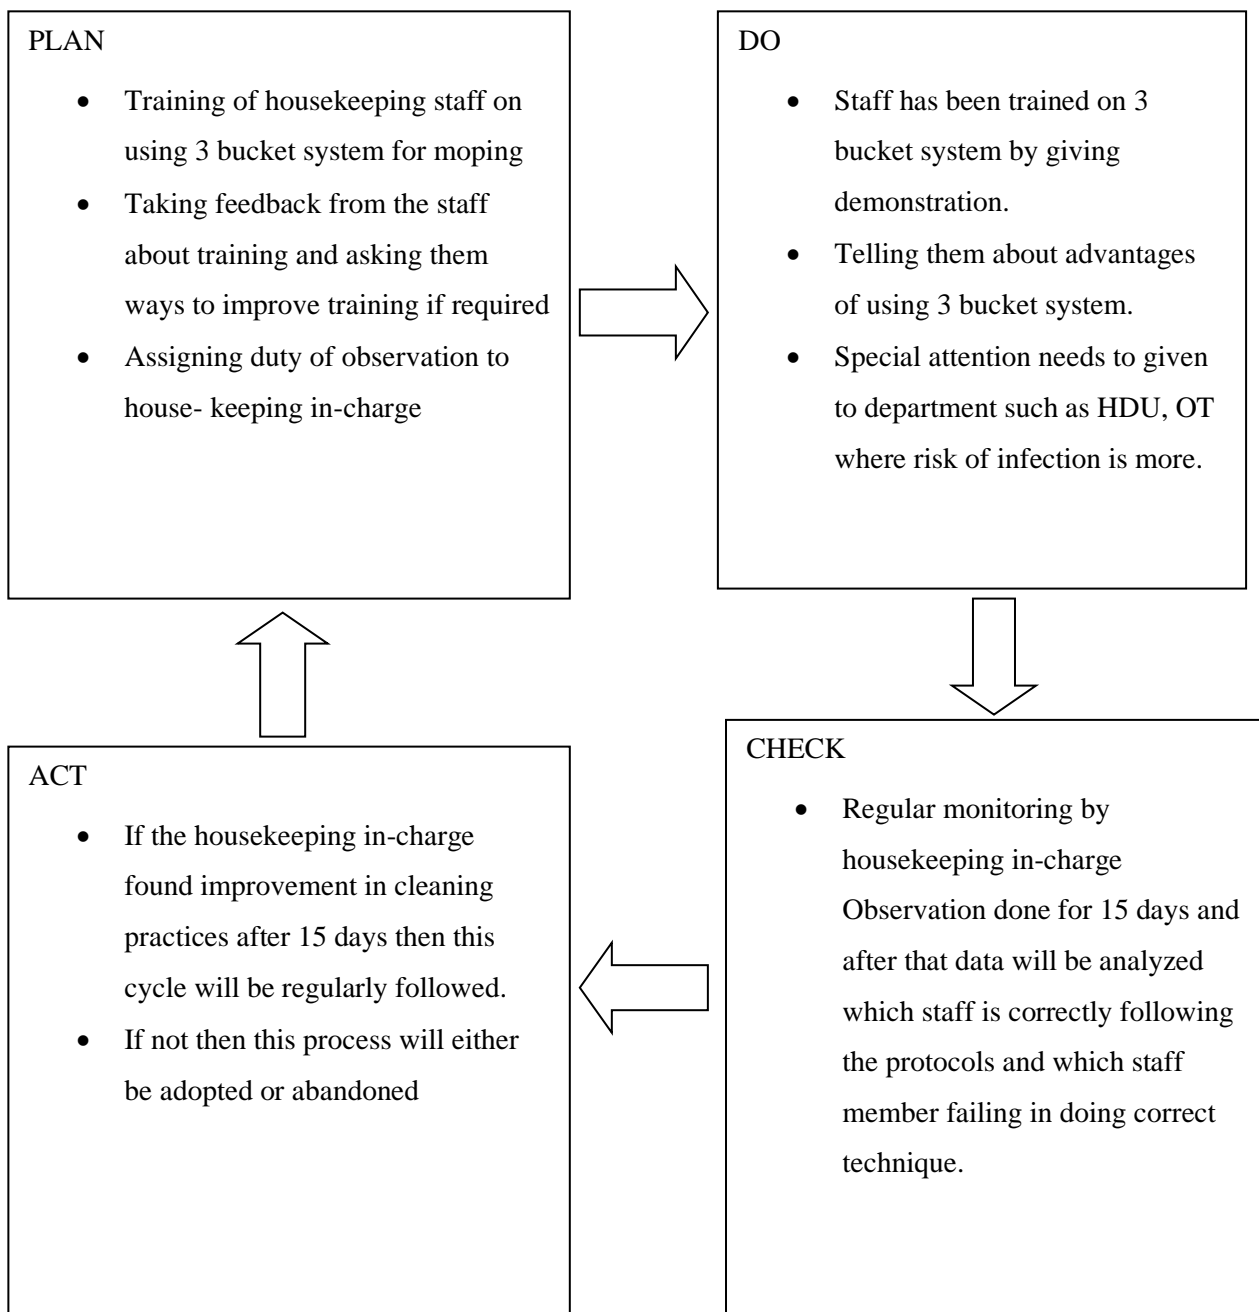 PLAN
• Training of housekeeping staff on
using 3 bucket system for moping
• Taking feedback from the staff
about training and asking them
ways to improve training if required
• Assigning duty of observation to
house- keeping in-charge
DO
• Staff has been trained on 3
bucket system by giving
demonstration.
• Telling them about advantages
of using 3 bucket system.
• Special attention needs to given
to department such as HDU, OT
where risk of infection is more.
ACT
• If the housekeeping in-charge
found improvement in cleaning
practices after 15 days then this
cycle will be regularly followed.
• If not then this process will either
be adopted or abandoned
CHECK
• Regular monitoring by
housekeeping in-charge
Observation done for 15 days and
after that data will be analyzed
which staff is correctly following
the protocols and which staff
member failing in doing correct
technique.